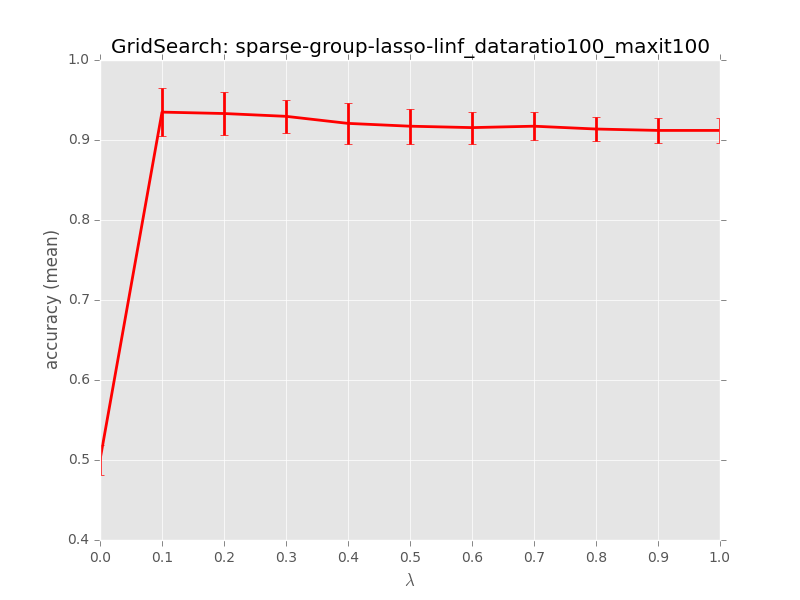 GridSearch: sparse-group-lasso-linf_dataratio100_maxit100
1.0
0.9
0.8
0.7
0.6
0.5
0.4
accuracy (mean)
0.0 0.1 0.2 0.3 0.4 0.5 0.6 0.7 0.8 0.9 1.0
λ